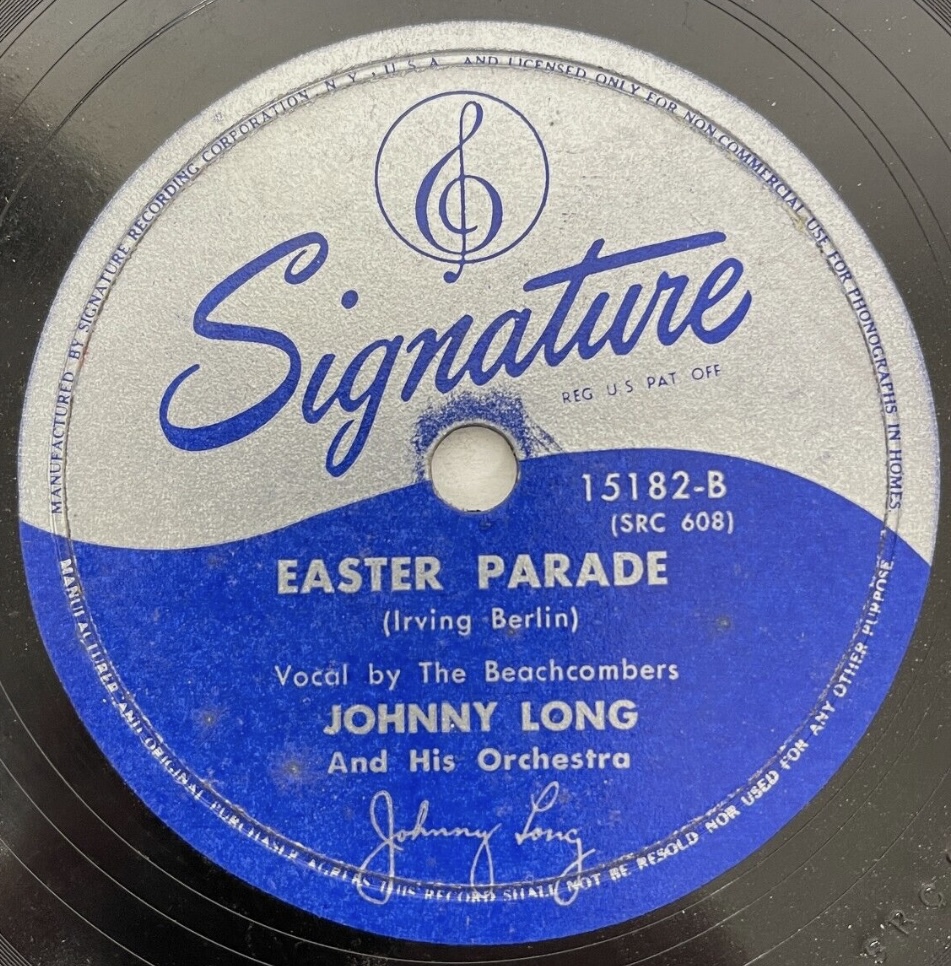 MANUFACTURED BY SIGNATURE RECORDING CORPORATION, N. Y., U.S.A. AND LICENSED ONLY FOR NON-COMMERCIAL USE FOR PHONOGRAPHS IN HOMES
Signature
REG U S PAT OFF
15182-B
(SRC 608)
EASTER PARADE
(Irving Berlin)
Vocal by The Beachcombers
JOHNNY LONG
And His Orchestra
Johnny Long
MANUFACTURER AND ORIGINAL PURCHASER AGREES THIS RECORD SHALL NOT BE RESOLD NOR USED FOR ANY OTHER PURPOSE
SRC